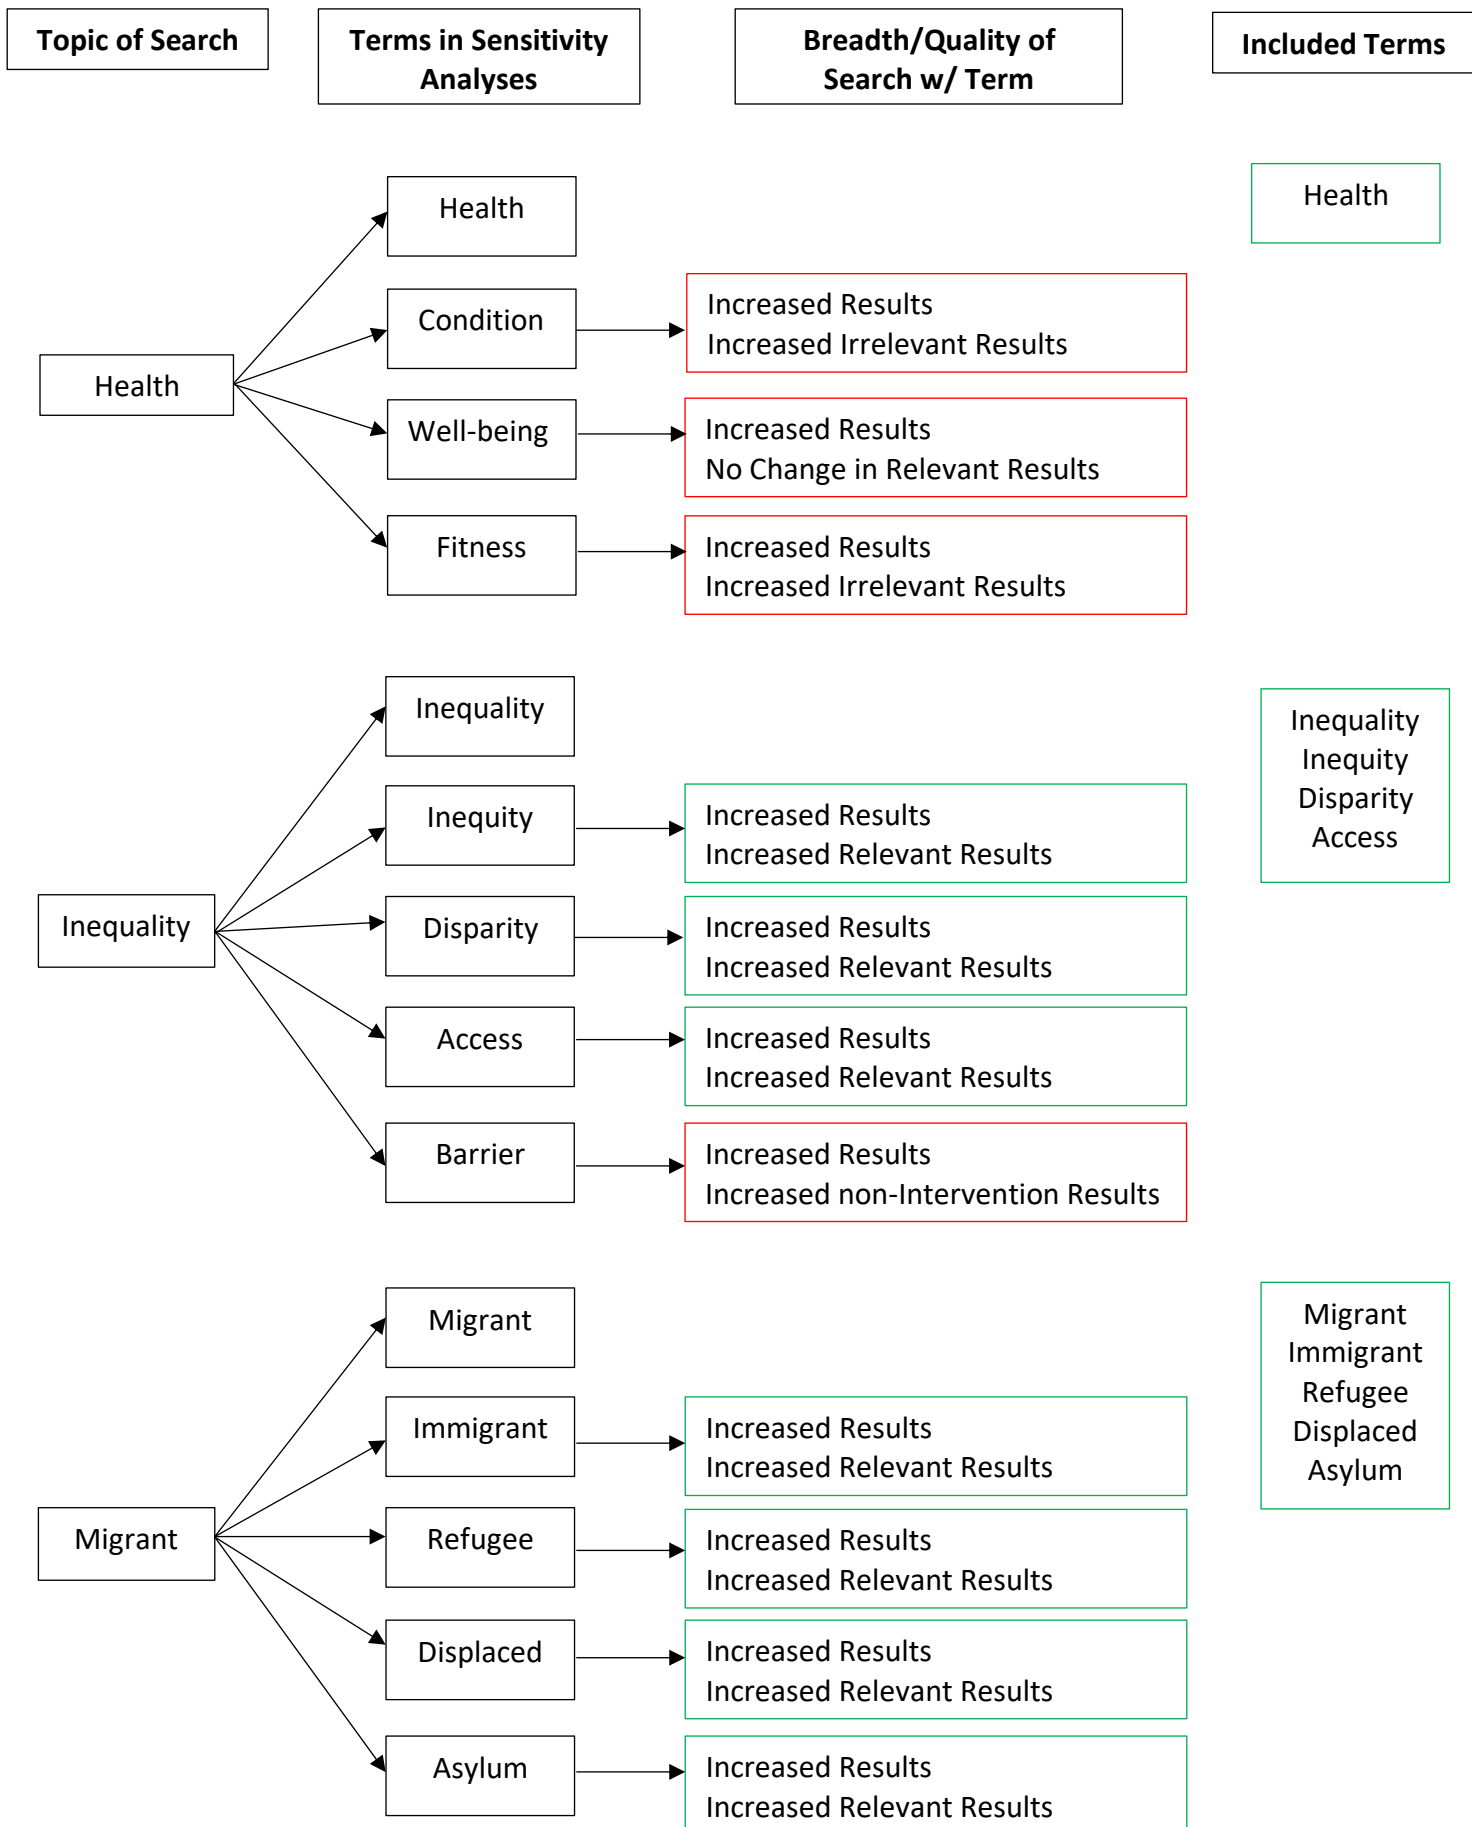 Topic of Search
Terms in Sensitivity
Analyses
Breadth/Quality of
Search w/ Term
Included Terms
Health
Health
Condition
Well-being
Fitness
Increased Results
Increased Irrelevant Results
Increased Results
No Change in Relevant Results
Increased Results
Increased Irrelevant Results
Health
Inequality
Inequality
Inequity
Disparity
Access
Barrier
Increased Results
Increased Relevant Results
Increased Results
Increased Relevant Results
Increased Results
Increased Relevant Results
Increased Results
Increased non-Intervention Results
Inequality
Inequity
Disparity
Access
Migrant
Migrant
Immigrant
Refugee
Displaced
Asylum
Increased Results
Increased Relevant Results
Increased Results
Increased Relevant Results
Increased Results
Increased Relevant Results
Increased Results
Increased Relevant Results
Migrant
Immigrant
Refugee
Displaced
Asylum